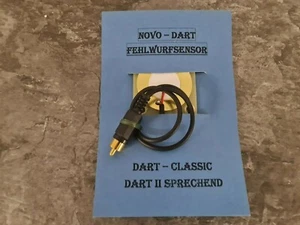 NOVO – DART
FEHLWURFSENSOR
DART – CLASSIC
DART II SPRECHEND